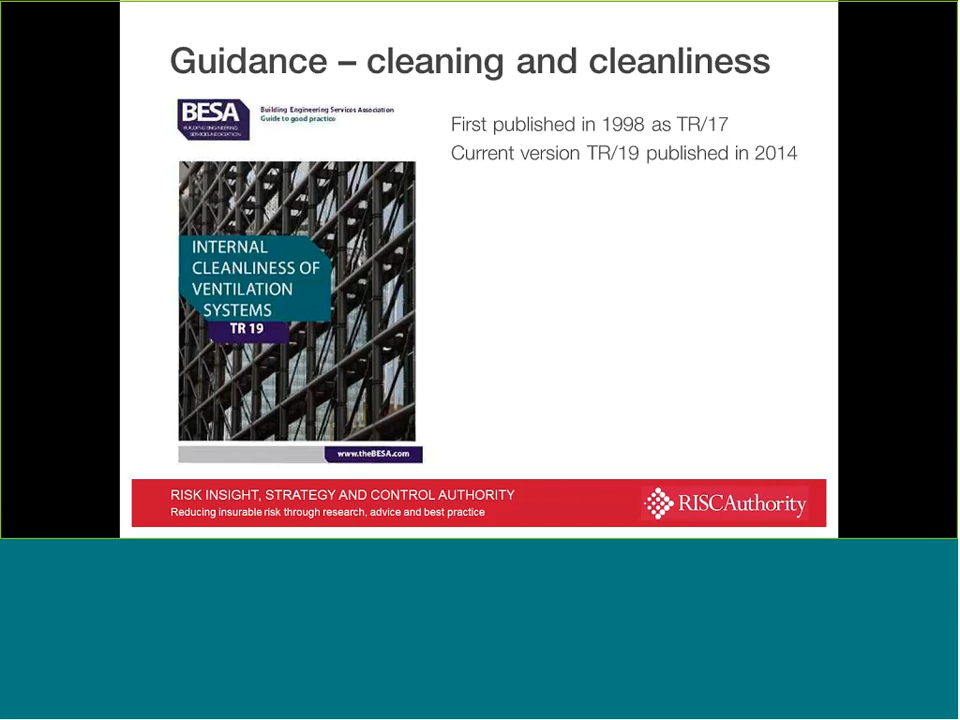 Guidance – cleaning and cleanliness
BESA
BUILDING ENGINEERING
SERVICES ASSOCIATION
Building Engineering Services Association
Guide to good practice
First published in 1998 as TR/17
Current version TR/19 published in 2014
INTERNAL
CLEANLINESS OF
VENTILATION
SYSTEMS
TR 19
www.theBESA.com
RISK INSIGHT, STRATEGY AND CONTROL AUTHORITY
Reducing insurable risk through research, advice and best practice
RISCAuthority